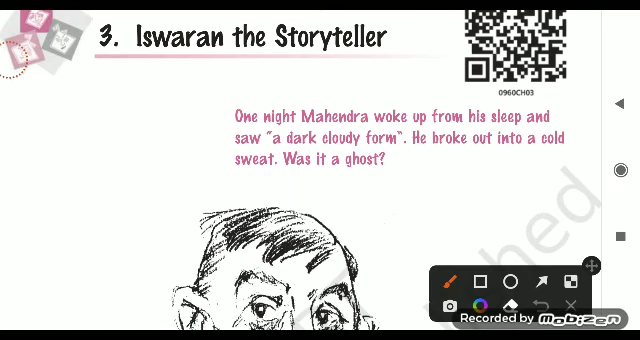 3. Iswaran the Storyteller
0960CH03
One night Mahendra woke up from his sleep and
saw "a dark cloudy form". He broke out into a cold
sweat. Was it a ghost?
Recorded by mobizen